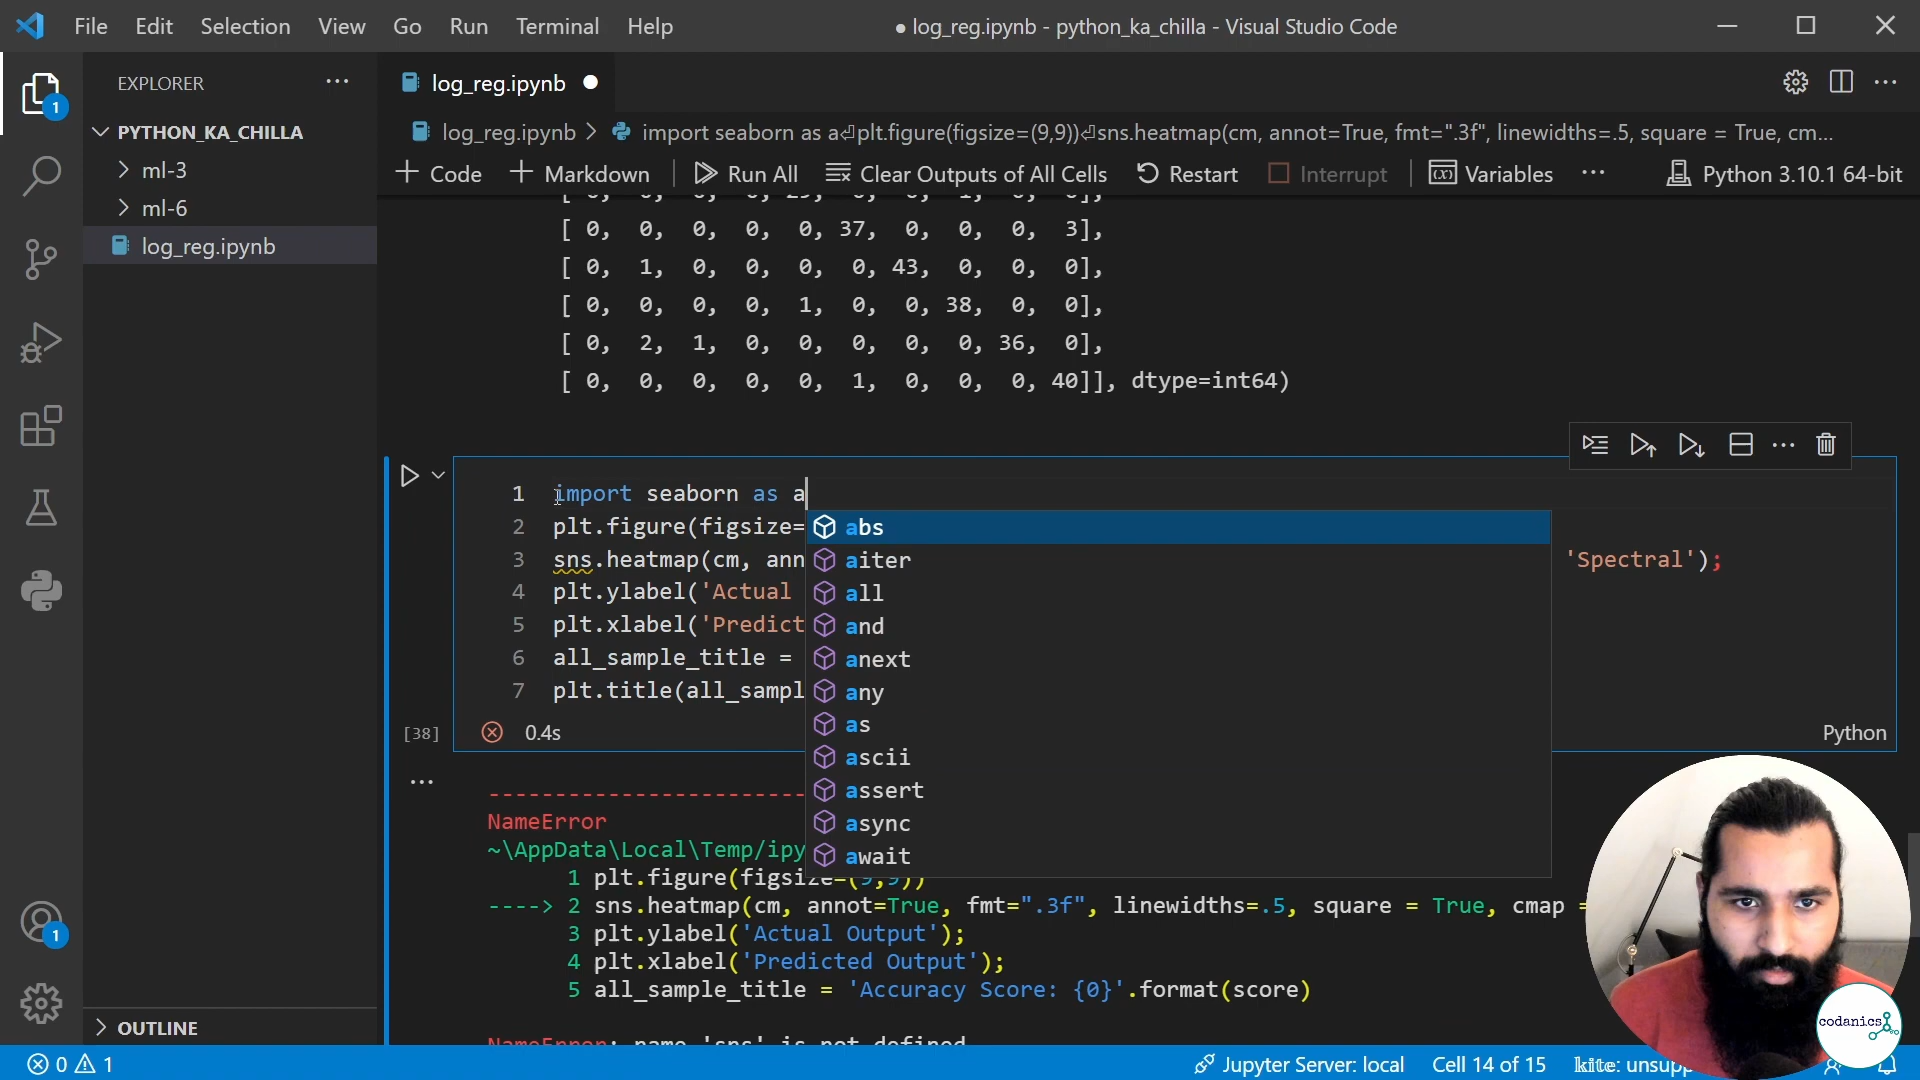 File Edit Selection View Go Run Terminal Help
● log_reg.ipynb - python_ka_chilla - Visual Studio Code
EXPLORER
1
PYTHON_KA_CHILLA
ml-3
ml-6
log_reg.ipynb
log_reg.ipynb
log_reg.ipynb > import seaborn as a⏎plt.figure(figsize=(9,9))⏎sns.heatmap(cm, annot=True, fmt=".3f", linewidths=.5, square = True, cm...
+ Code + Markdown Run All Clear Outputs of All Cells Restart Interrupt Variables ... Python 3.10.1 64-bit
[ 0, 0, 0, 0, 0, 37, 0, 0, 0, 3],
[ 0, 1, 0, 0, 0, 0, 43, 0, 0, 0],
[ 0, 0, 0, 0, 1, 0, 0, 38, 0, 0],
[ 0, 2, 1, 0, 0, 0, 0, 0, 36, 0],
[ 0, 0, 0, 0, 0, 1, 0, 0, 0, 40]], dtype=int64)
1 import seaborn as a
2 plt.figure(figsize=
3 sns.heatmap(cm, ann 'Spectral');
4 plt.ylabel('Actual
5 plt.xlabel('Predict
6 all_sample_title =
7 plt.title(all_sampl
abs
aiter
all
and
anext
any
as
ascii
assert
async
await
[38] 0.4s
Python
NameError
~\AppData\Local\Temp/ipy
1 plt.figure(figsize=(9,9))
----> 2 sns.heatmap(cm, annot=True, fmt=".3f", linewidths=.5, square = True, cmap =
3 plt.ylabel('Actual Output');
4 plt.xlabel('Predicted Output');
5 all_sample_title = 'Accuracy Score: {0}'.format(score)
NameError: name 'sns' is not defined
1
OUTLINE
codanics
0 1
Jupyter Server: local Cell 14 of 15 kite: unsupp